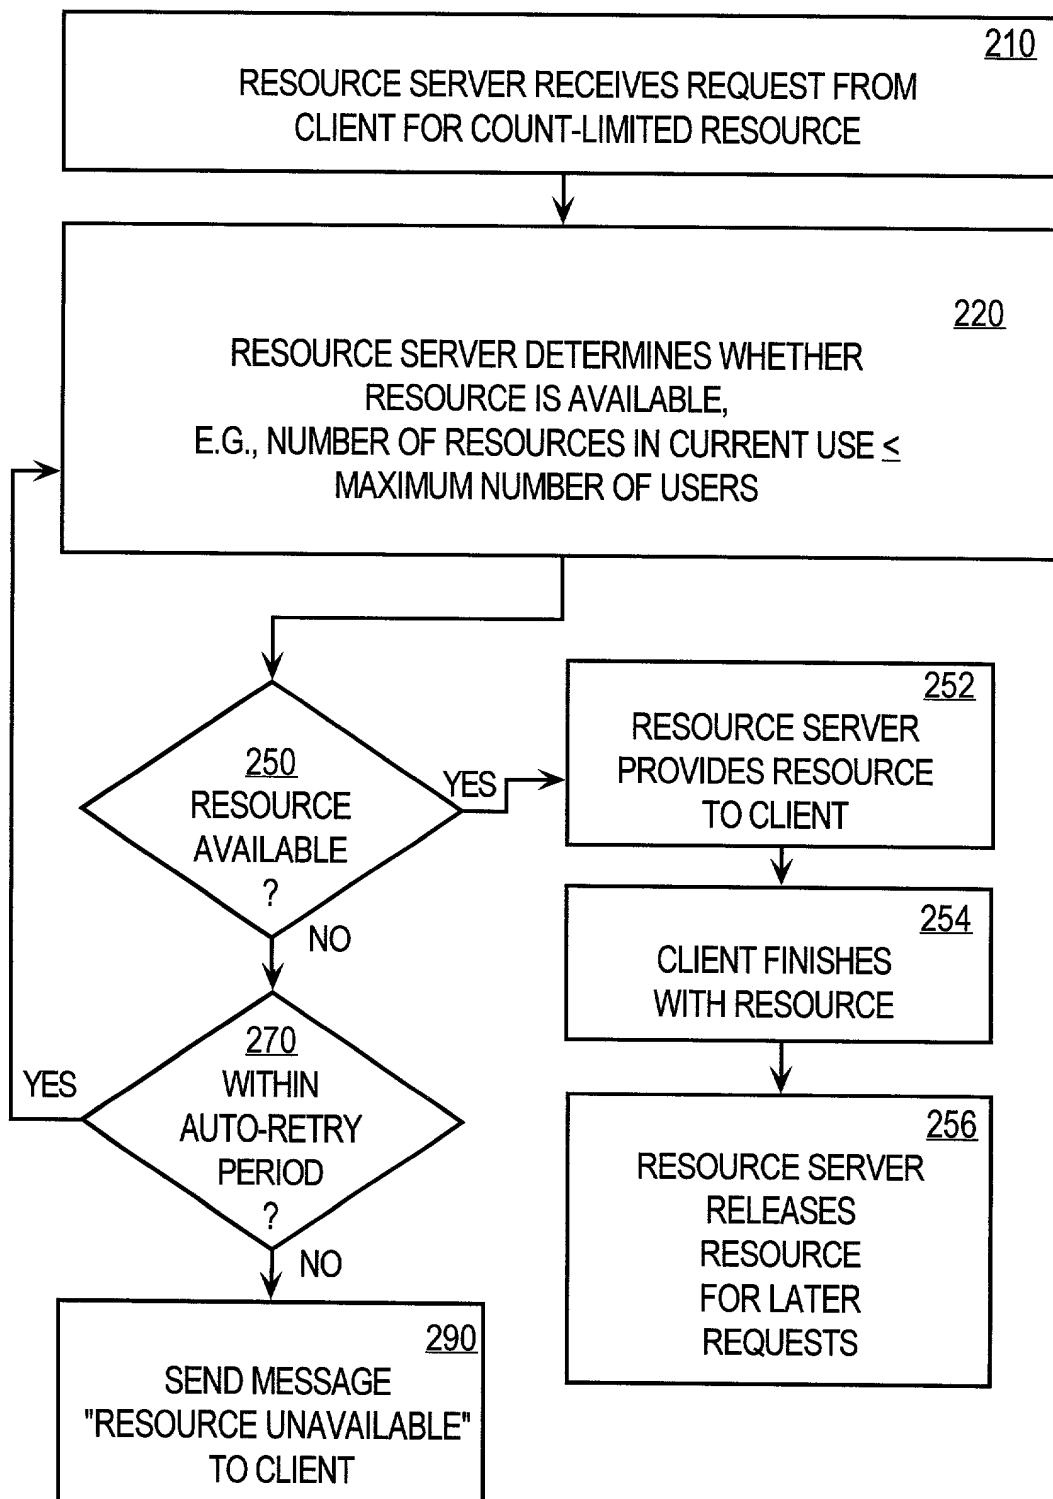 210
RESOURCE SERVER RECEIVES REQUEST FROM
CLIENT FOR COUNT-LIMITED RESOURCE
220
RESOURCE SERVER DETERMINES WHETHER
RESOURCE IS AVAILABLE,
E.G., NUMBER OF RESOURCES IN CURRENT USE ≤
MAXIMUM NUMBER OF USERS
250
RESOURCE
AVAILABLE
?
YES
NO
252
RESOURCE SERVER
PROVIDES RESOURCE
TO CLIENT
254
CLIENT FINISHES
WITH RESOURCE
256
RESOURCE SERVER
RELEASES
RESOURCE
FOR LATER
REQUESTS
270
WITHIN
AUTO-RETRY
PERIOD
?
YES
NO
290
SEND MESSAGE
"RESOURCE UNAVAILABLE"
TO CLIENT